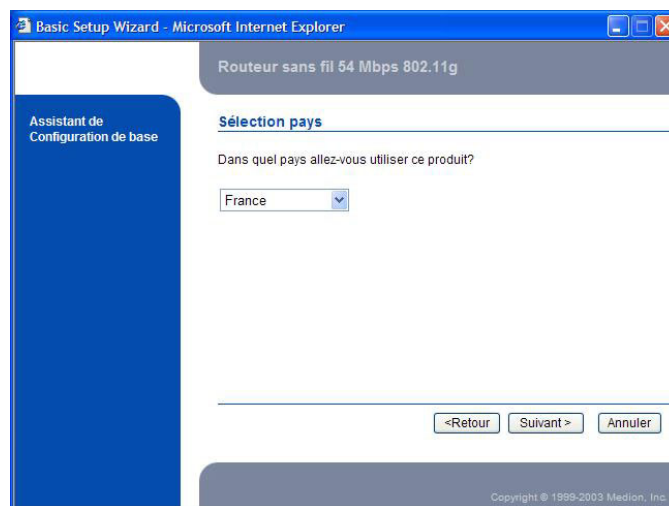 Basic Setup Wizard - Microsoft Internet Explorer
Routeur sans fil 54 Mbps 802.11g
Assistant de
Configuration de base
Sélection pays
Dans quel pays allez-vous utiliser ce produit?
France
<Retour
Suivant >
Annuler
Copyright © 1999-2003 Medion, Inc.